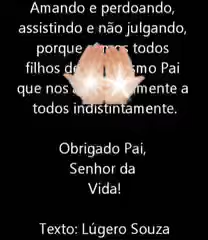 Amando e perdoando,
assistindo e não julgando,
porque todos
filhos Pai
que nos a todos indistintamente.
Obrigado Pai,
Senhor da
Vida!
Texto: Lúgero Souza